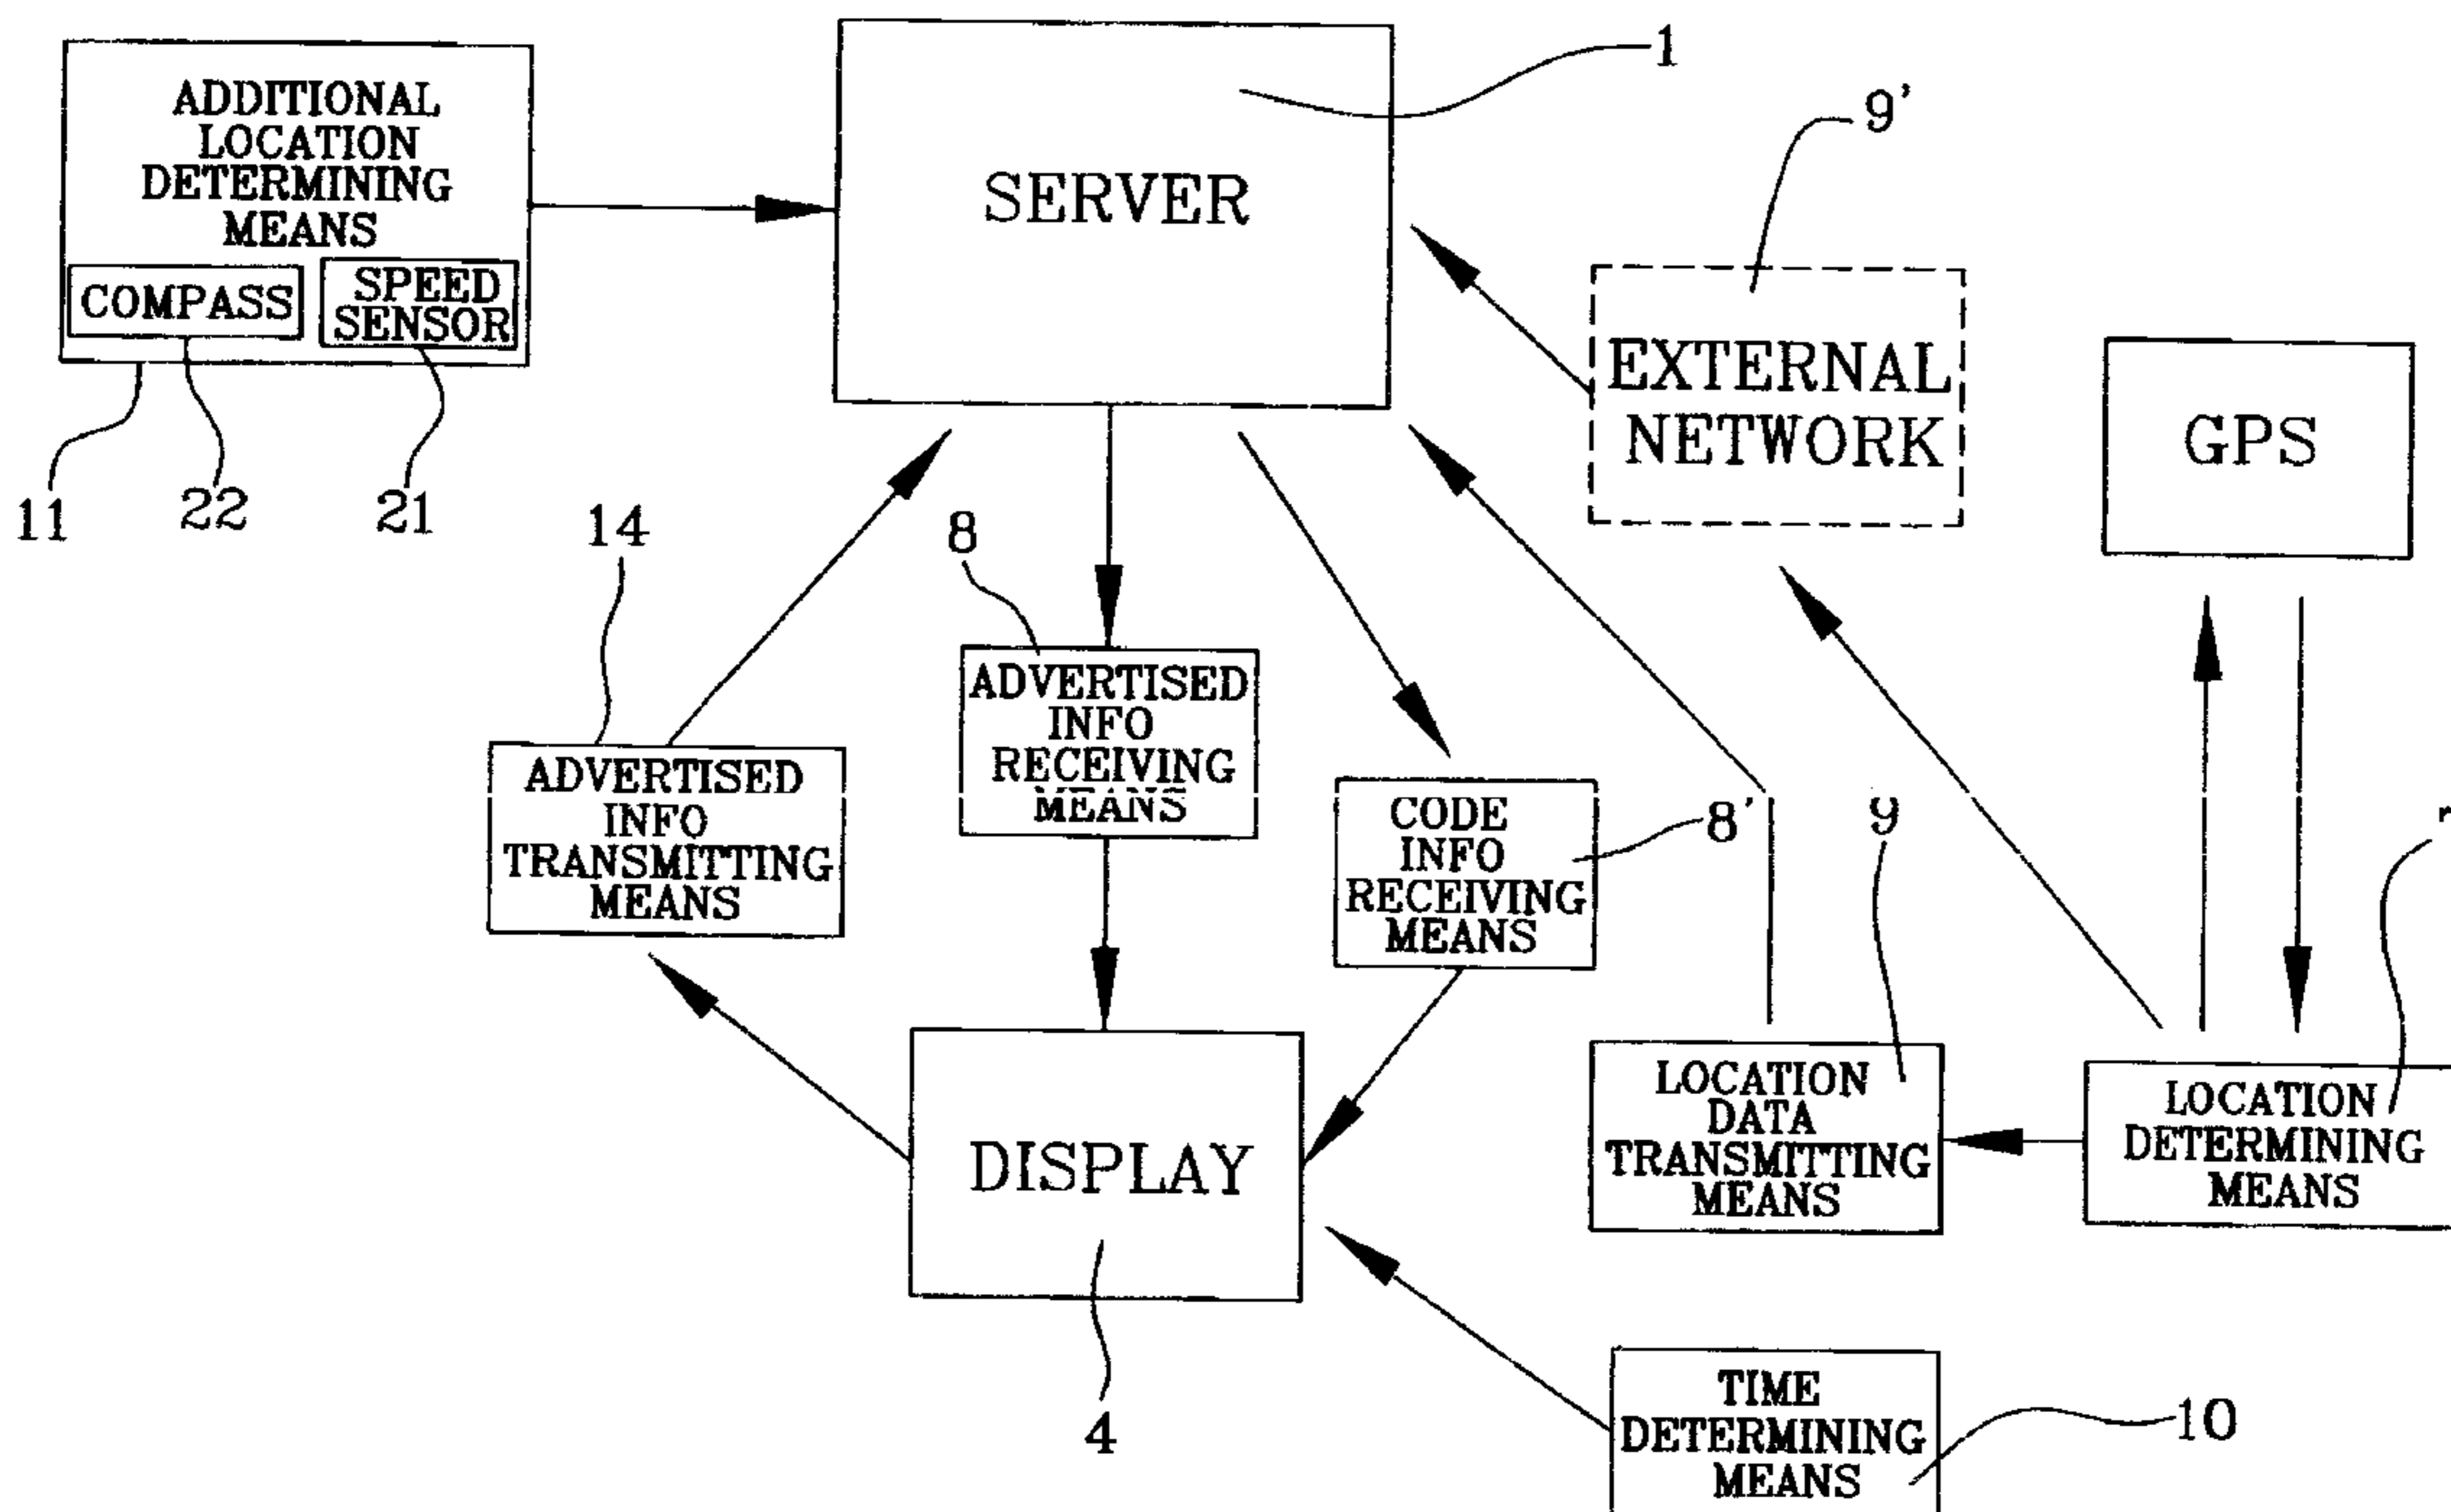 ADDITIONAL
LOCATION
DETERMINING
MEANS
COMPASS
SPEED
SENSOR
11
22
21
SERVER
1
9'
EXTERNAL
NETWORK
GPS
14
8
ADVERTISED
INFO
TRANSMITTING
MEANS
ADVERTISED
INFO
RECEIVING
MEANS
CODE
INFO
RECEIVING
MEANS
8'
9
DISPLAY
4
LOCATION
DATA
TRANSMITTING
MEANS
LOCATION
DETERMINING
MEANS
TIME
DETERMINING
MEANS
10